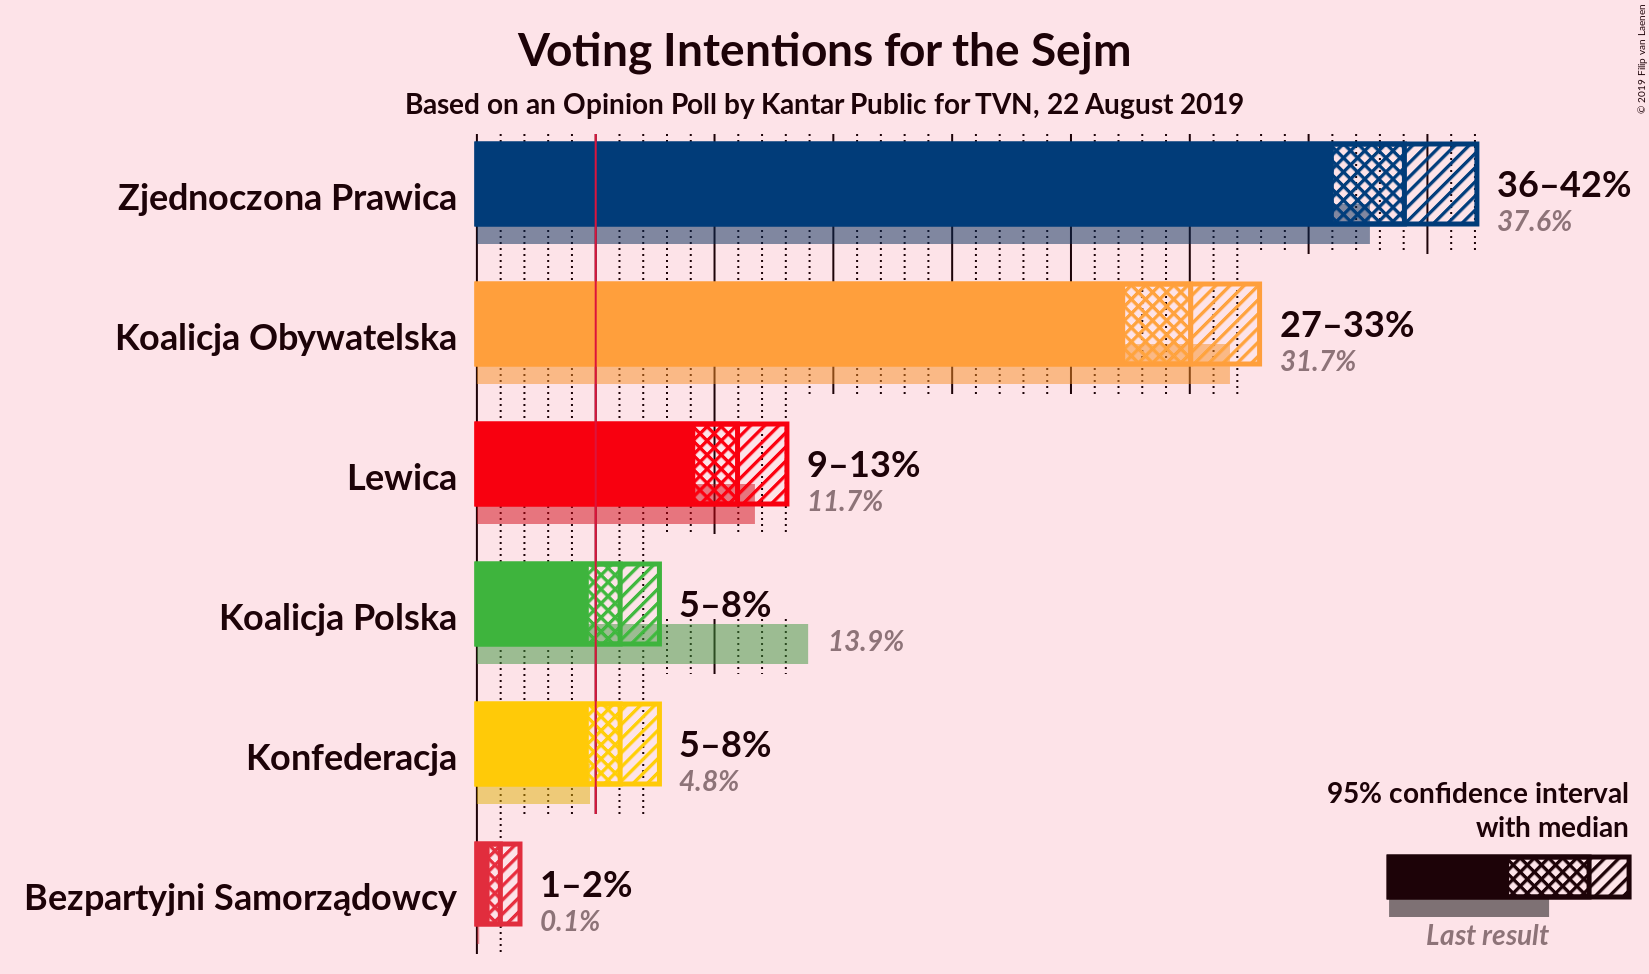 Voting Intentions for the Sejm
Based on an Opinion Poll by Kantar Public for TVN, 22 August 2019
© 2019 Filip van Laenen
Zjednoczona Prawica
36–42%
37.6%
Koalicja Obywatelska
27–33%
31.7%
Lewica
9–13%
11.7%
Koalicja Polska
5–8%
13.9%
Konfederacja
5–8%
4.8%
Bezpartyjni Samorządowcy
1–2%
0.1%
95% confidence interval
with median
Last result